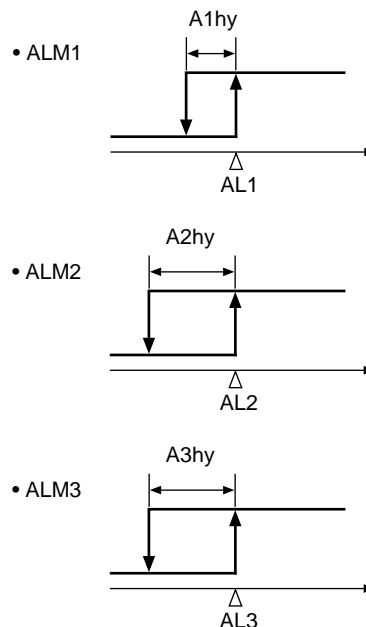 A1hy
• ALM1
AL1
A2hy
• ALM2
AL2
A3hy
• ALM3
AL3